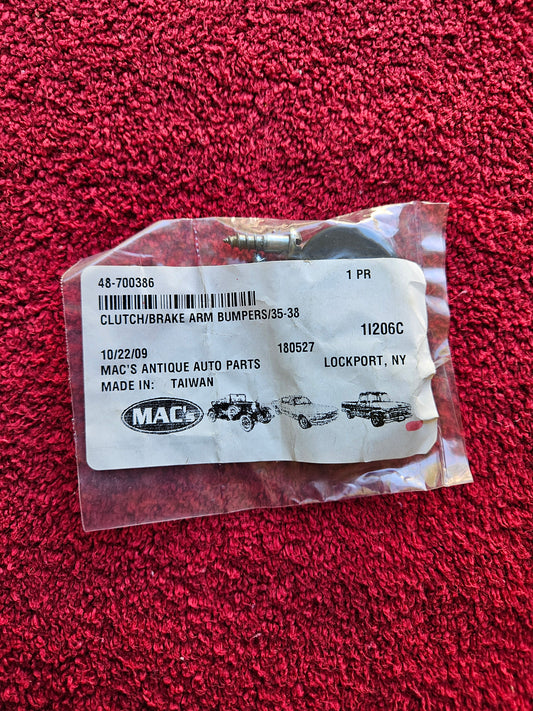 48-700386 1 PR
CLUTCH/BRAKE ARM BUMPERS/35-38
1I206C
10/22/09 180527
MAC'S ANTIQUE AUTO PARTS LOCKPORT, NY
MADE IN: TAIWAN
MAC's